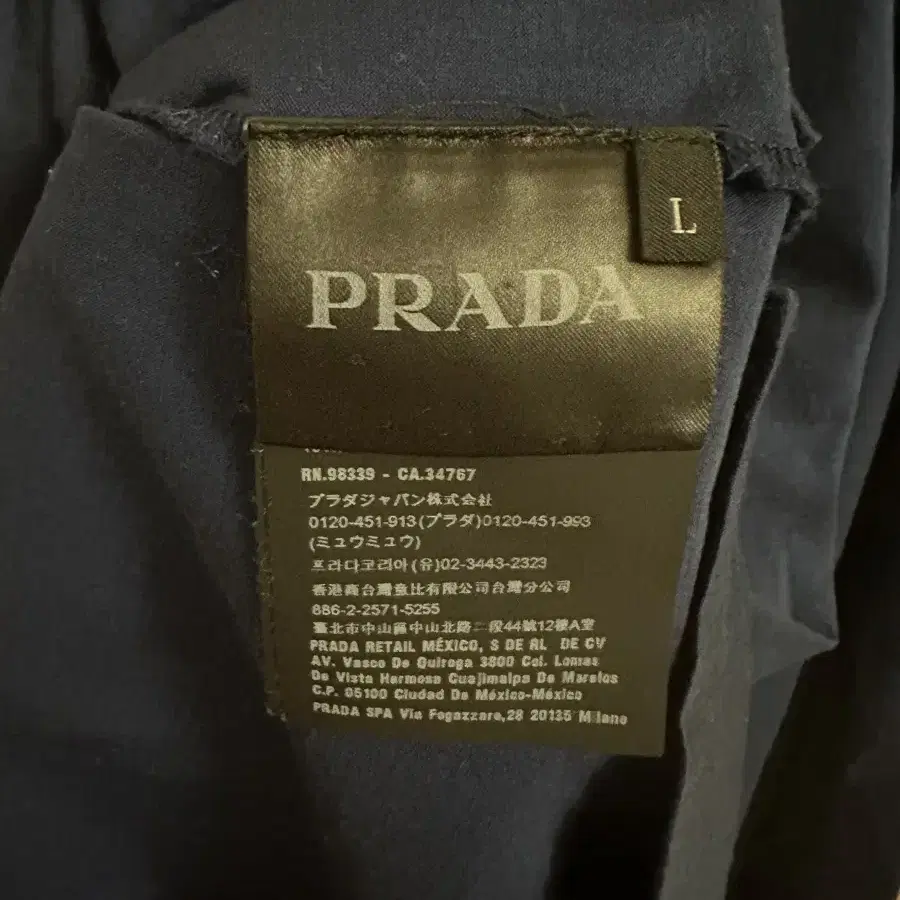 L
PRADA
RN.98339 - CA.34767
プラダジャパン株式会社
0120-451-913(プラダ)0120-451-993
(ミュウミュウ)
프라다코리아(유)02-3443-2323
香港商台灣童比有限公司台灣分公司
886-2-2571-5255
臺北市中山區中山北路二段44號12樓A室
PRADA RETAIL MÉXICO, S DE RL DE CV
AV. Vasco De Quiroga 3800 Col. Lomas
De Vista Hermosa Cuajimalpa De Morelos
C.P. 05100 Ciudad De México-México
PRADA SPA Via Fogazzaro,28 20135 Milano